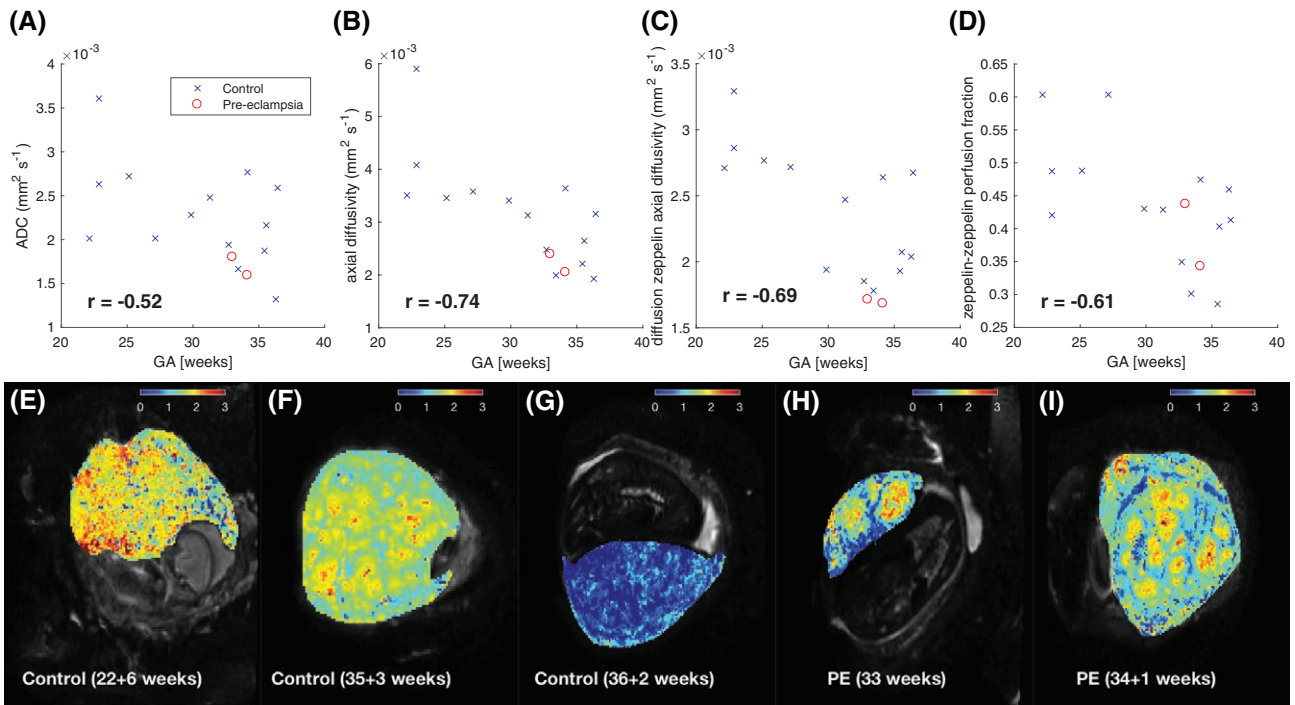 (A)
×10⁻³
4
3.5
3
2.5
2
1.5
1
ADC (mm² s⁻¹)
Control
Pre-eclampsia
r = -0.52
20 25 30 35 40
GA [weeks]
(B)
×10⁻³
6
5
4
3
2
1
axial diffusivity (mm² s⁻¹)
r = -0.74
20 25 30 35 40
GA [weeks]
(C)
×10⁻³
3.5
3
2.5
2
1.5
diffusion zeppelin axial diffusivity (mm² s⁻¹)
r = -0.69
20 25 30 35 40
GA [weeks]
(D)
0.65
0.6
0.55
0.5
0.45
0.4
0.35
0.3
0.25
zeppelin-zeppelin perfusion fraction
r = -0.61
20 25 30 35 40
GA [weeks]
(E)
0 1 2 3
Control (22+6 weeks)
(F)
0 1 2 3
Control (35+3 weeks)
(G)
0 1 2 3
Control (36+2 weeks)
(H)
0 1 2 3
PE (33 weeks)
(I)
0 1 2 3
PE (34+1 weeks)